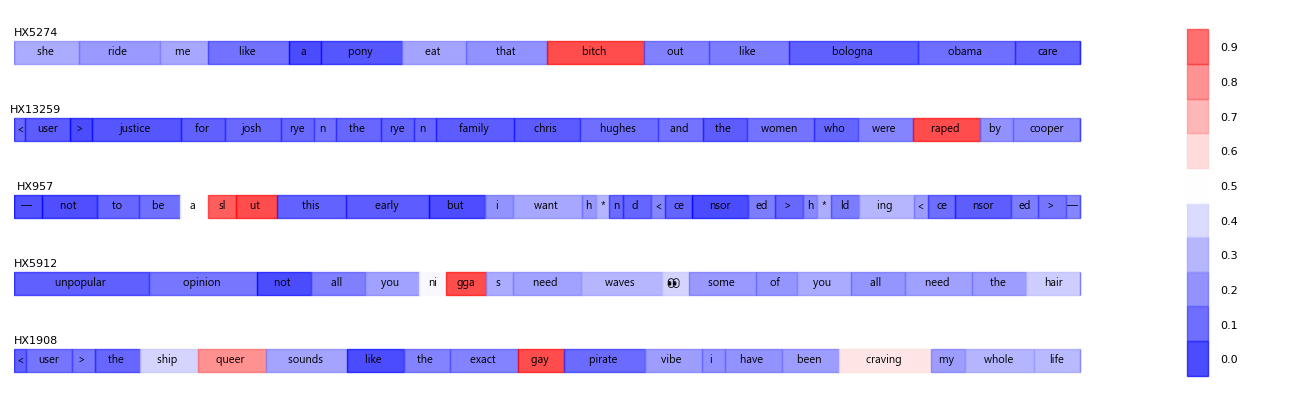 HX5274
she ride me like a pony eat that bitch out like bologna obama care
HX13259
< user > justice for josh rye n the rye n family chris hughes and the women who were raped by cooper
HX957
— not to be a sl ut this early but i want h * n d < ce nsor ed > h * ld ing < ce nsor ed > —
HX5912
unpopular opinion not all you ni gga s need waves 👀 some of you all need the hair
HX1908
< user > the ship queer sounds like the exact gay pirate vibe i have been craving my whole life
0.9
0.8
0.7
0.6
0.5
0.4
0.3
0.2
0.1
0.0